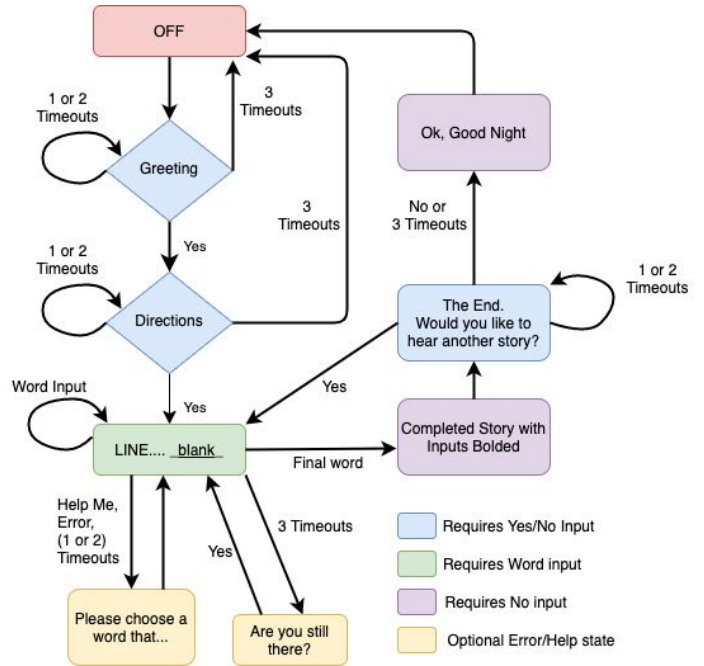 OFF
1 or 2
Timeouts
3
Timeouts
Greeting
Ok, Good Night
Yes
3
Timeouts
No or
3 Timeouts
1 or 2
Timeouts
Directions
The End.
Would you like to
hear another story?
1 or 2
Timeouts
Yes
Yes
Word Input
LINE.... __blank__
Final word
Completed Story with
Inputs Bolded
Help Me,
Error,
(1 or 2)
Timeouts
Yes
3 Timeouts
Please choose a
word that...
Are you still
there?
Requires Yes/No Input
Requires Word input
Requires No input
Optional Error/Help state